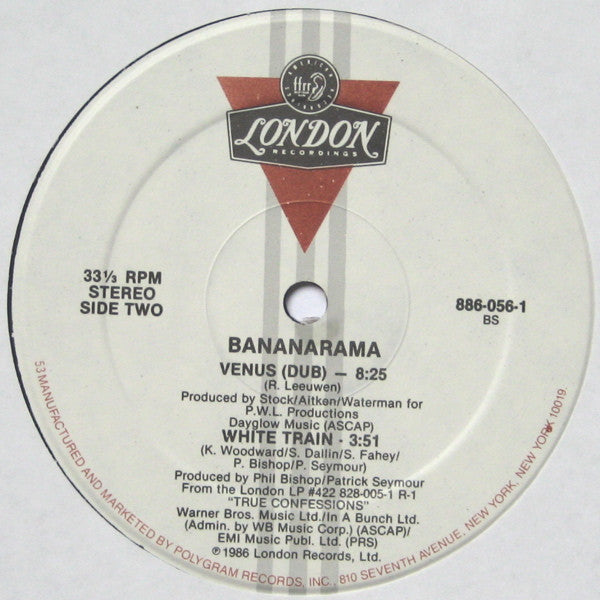 ffrr
LONDON
RECORDINGS
33⅓ RPM
STEREO
SIDE TWO
886-056-1
BS
BANANARAMA
VENUS (DUB) — 8:25
(R. Leeuwen)
Produced by Stock/Aitken/Waterman for
P.W.L. Productions
Dayglow Music (ASCAP)
WHITE TRAIN - 3:51
(K. Woodward/S. Dallin/S. Fahey/
P. Bishop/P. Seymour)
Produced by Phil Bishop/Patrick Seymour
From the London LP #422 828-005-1 R-1
"TRUE CONFESSIONS"
Warner Bros. Music Ltd./In A Bunch Ltd.
(Admin. by WB Music Corp.) (ASCAP)/
EMI Music Publ. Ltd. (PRS)
℗1986 London Records, Ltd.
53 MANUFACTURED AND MARKETED BY POLYGRAM RECORDS, INC., 810 SEVENTH AVENUE, NEW YORK, NEW YORK 10019